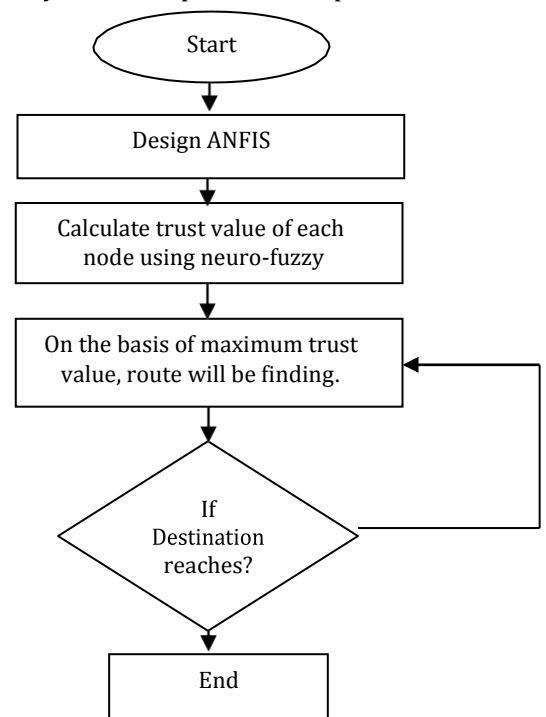 Start
Design ANFIS
Calculate trust value of each
node using neuro-fuzzy
On the basis of maximum trust
value, route will be finding.
If
Destination
reaches?
End